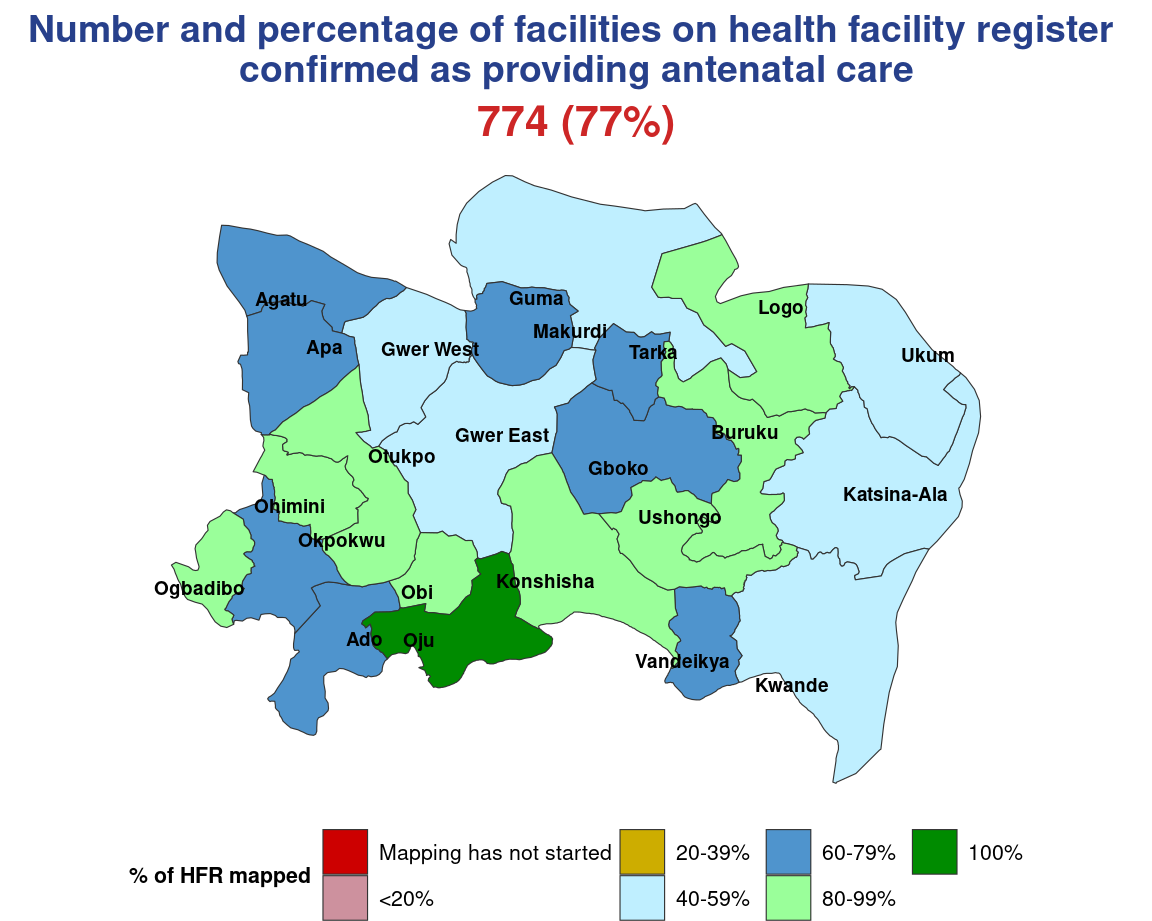 Number and percentage of facilities on health facility register
confirmed as providing antenatal care
774 (77%)
Agatu
Guma
Logo
Makurdi
Apa
Gwer West
Tarka
Ukum
Buruku
Gwer East
Otukpo
Gboko
Katsina-Ala
Ohimini
Ushongo
Okpokwu
Konshisha
Ogbadibo
Obi
Ado
Oju
Vandeikya
Kwande
% of HFR mapped
Mapping has not started
<20%
20-39%
40-59%
60-79%
80-99%
100%